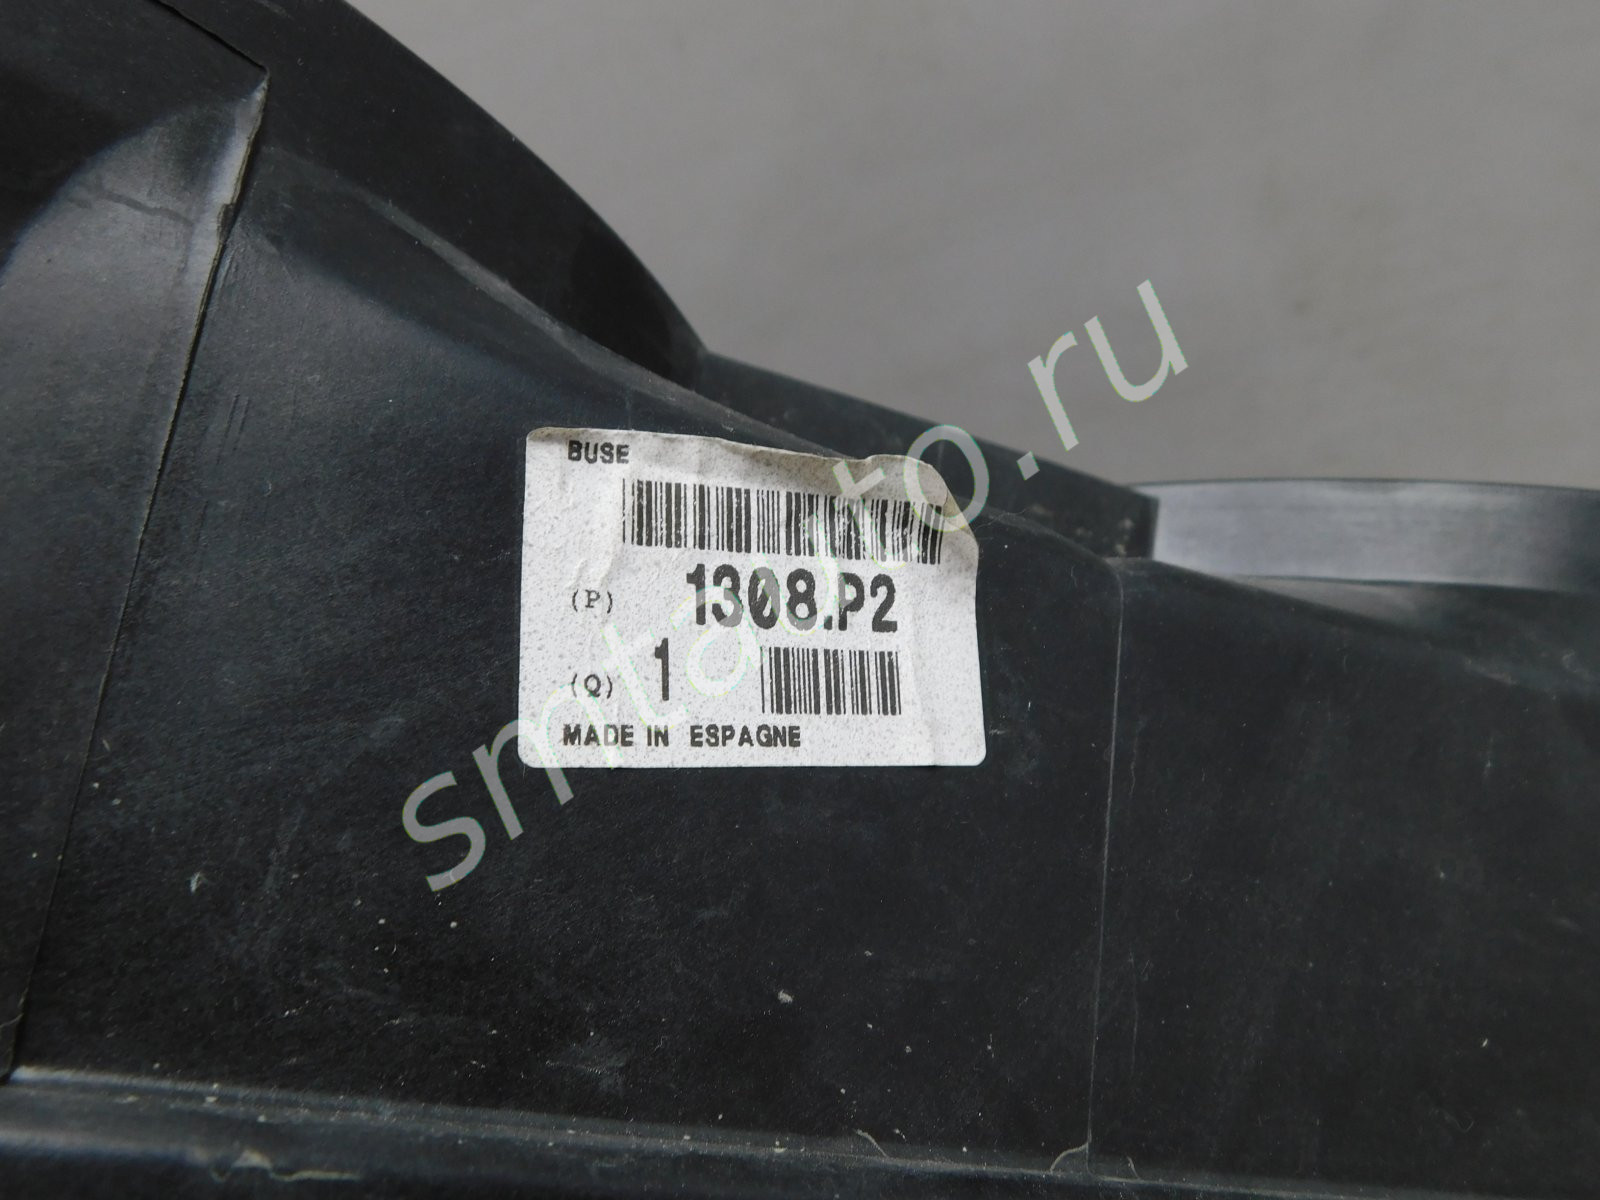 BUSE
(P) 1308.P2
(Q) 1
MADE IN ESPAGNE
smtauto.ru